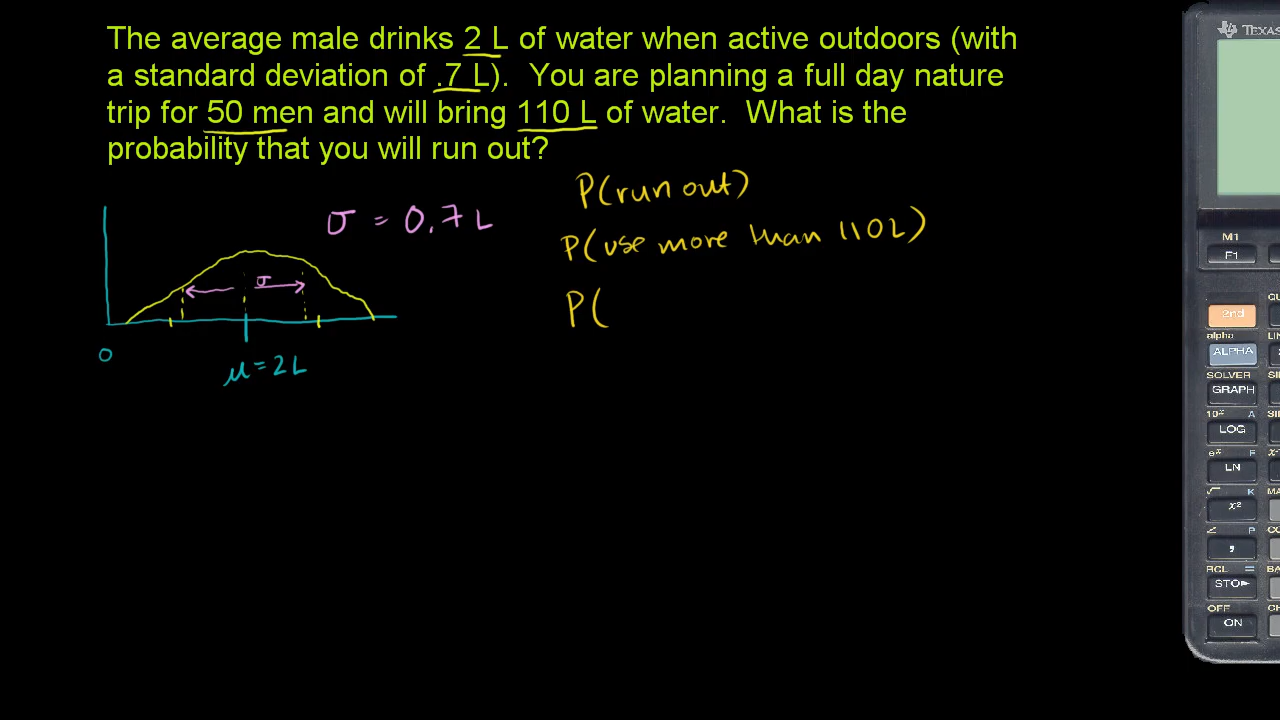 The average male drinks 2 L of water when active outdoors (with
a standard deviation of .7 L). You are planning a full day nature
trip for 50 men and will bring 110 L of water. What is the
probability that you will run out?
P(run out)
σ = 0.7 L
P(use more than 110L)
σ
P(
0
μ = 2L
TEXAS
M1
F1
2nd
alpha
ALPHA
SOLVER
GRAPH
10ˣ A
LOG
eˣ F
LN
√ K
x²
∠ P
,
RCL =
STO▶
OFF
ON